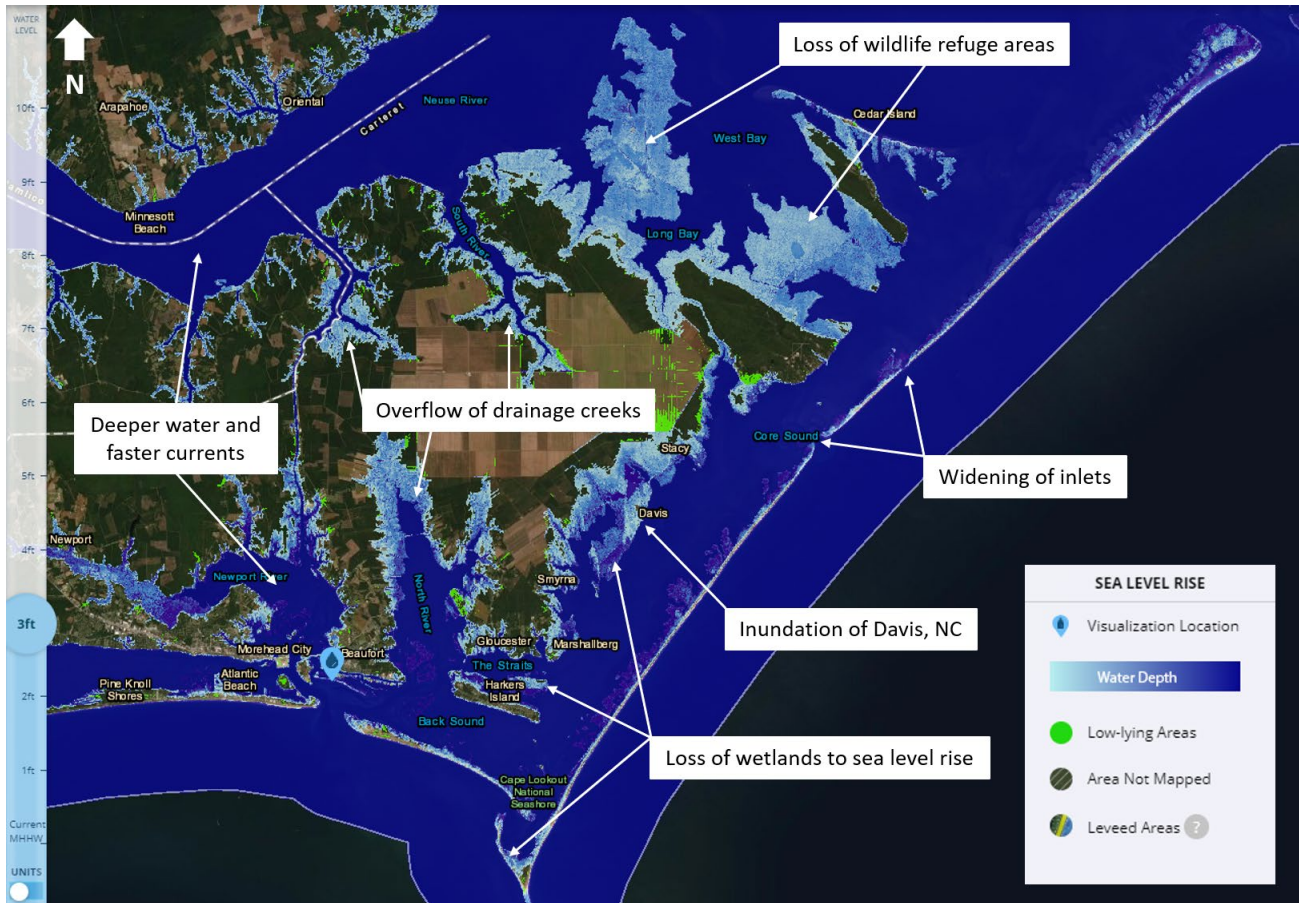 WATER
LEVEL
N
10ft
9ft
8ft
7ft
6ft
5ft
4ft
3ft
2ft
1ft
Current
MHHW
UNITS
Loss of wildlife refuge areas
Arapahoe
Oriental
Neuse River
Carteret
Cedar Island
West Bay
Minnesott
Beach
South River
Long Bay
Deeper water and
faster currents
Overflow of drainage creeks
Core Sound
Stacy
Widening of inlets
Davis
Newport
Newport River
North River
Smyrna
Inundation of Davis, NC
Gloucester
Marshallberg
Morehead City
Beaufort
The Straits
Atlantic
Beach
Pine Knoll
Shores
Harkers
Island
Back Sound
Loss of wetlands to sea level rise
Cape Lookout
National
Seashore
SEA LEVEL RISE
Visualization Location
Water Depth
Low-lying Areas
Area Not Mapped
Leveed Areas ?